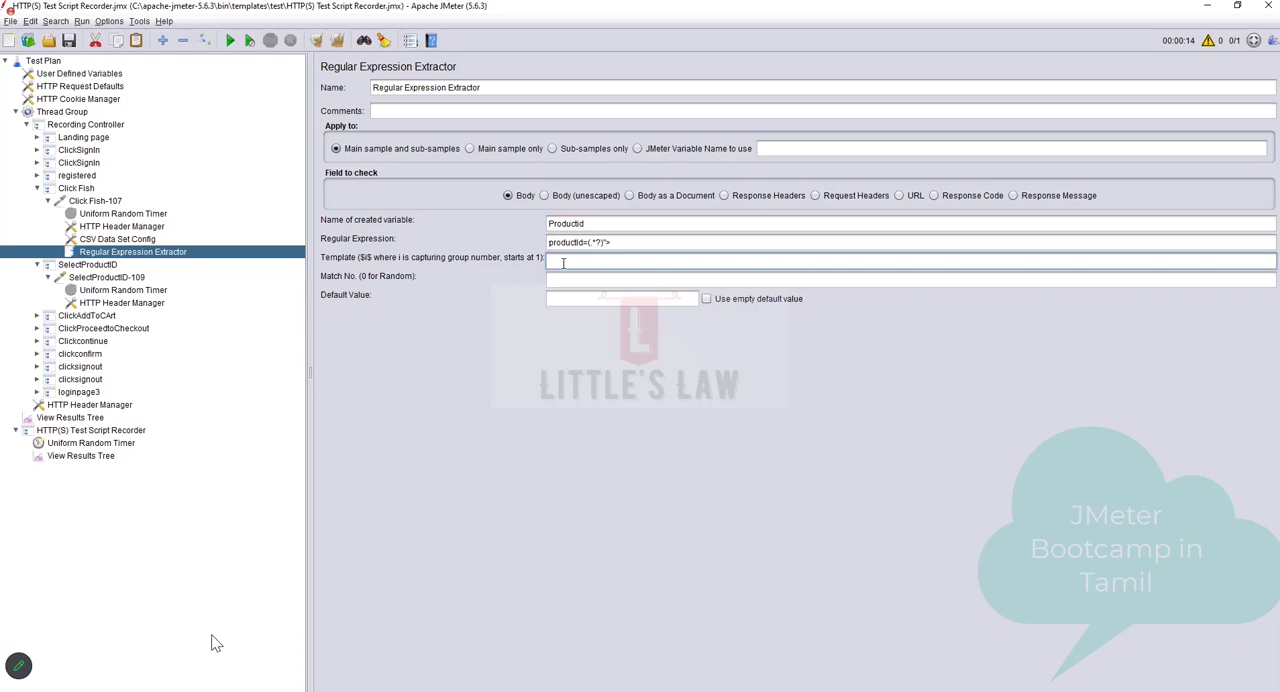 HTTP(S) Test Script Recorder.jmx (C:\apache-jmeter-5.6.3\bin\templates\test\HTTP(S) Test Script Recorder.jmx) - Apache JMeter (5.6.3)
File Edit Search Run Options Tools Help
00:00:14 0 0/1
Test Plan
User Defined Variables
HTTP Request Defaults
HTTP Cookie Manager
Thread Group
Recording Controller
Landing page
ClickSignIn
ClickSignIn
registered
Click Fish
Click Fish-107
Uniform Random Timer
HTTP Header Manager
CSV Data Set Config
Regular Expression Extractor
SelectProductID
SelectProductID-109
Uniform Random Timer
HTTP Header Manager
ClickAddToCArt
ClickProceedtoCheckout
Clickcontinue
clickconfirm
clicksignout
clicksignout
loginpage3
HTTP Header Manager
View Results Tree
HTTP(S) Test Script Recorder
Uniform Random Timer
View Results Tree
Regular Expression Extractor
Name: Regular Expression Extractor
Comments:
Apply to:
Main sample and sub-samples Main sample only Sub-samples only JMeter Variable Name to use
Field to check
Body Body (unescaped) Body as a Document Response Headers Request Headers URL Response Code Response Message
Name of created variable: Productid
Regular Expression: productId=(.*?)">
Template ($i$ where i is capturing group number, starts at 1):
Match No. (0 for Random):
Default Value: Use empty default value
L
LITTLE'S LAW
JMeter
Bootcamp in
Tamil